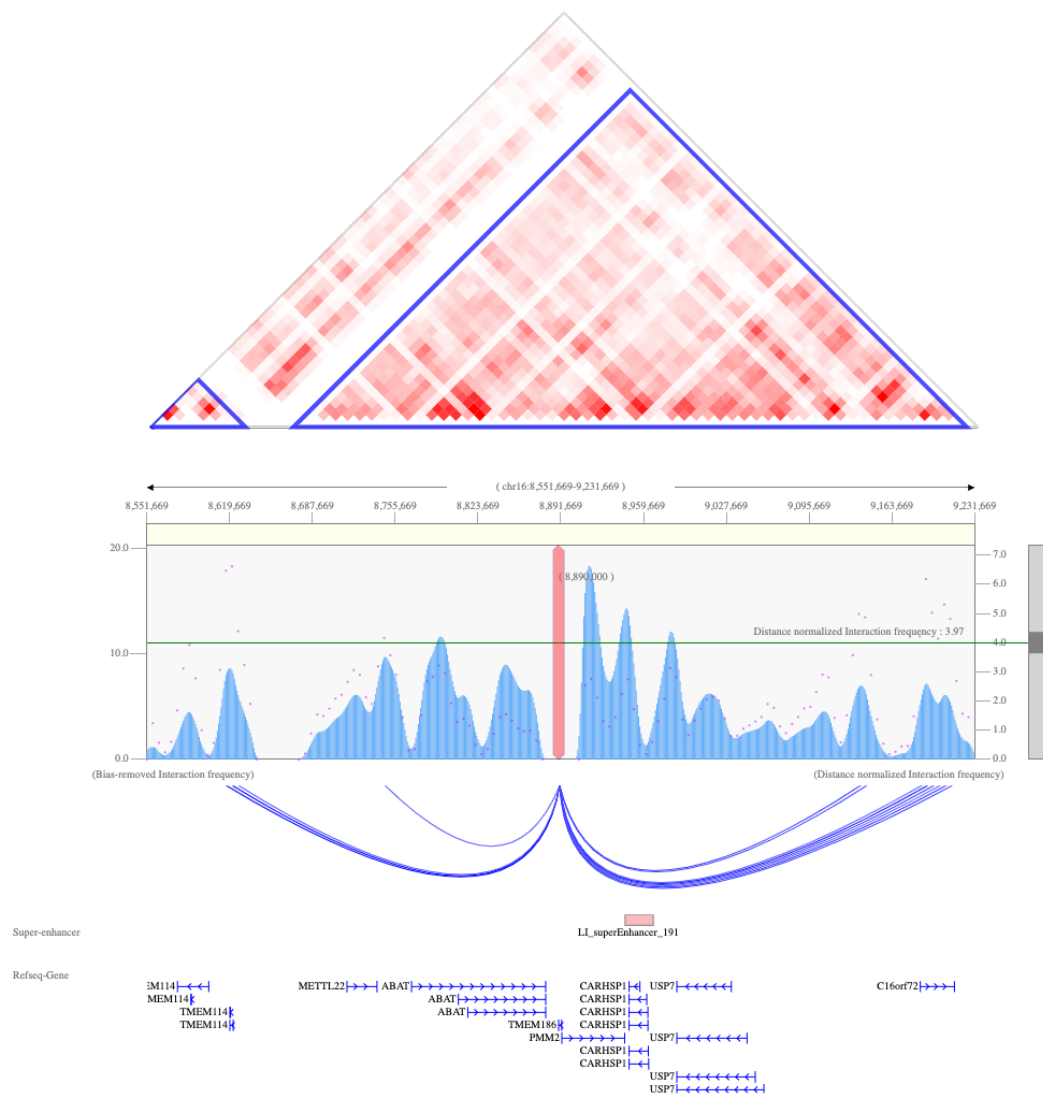 ( chr16:8,551,669-9,231,669 )
8,551,669 8,619,669 8,687,669 8,755,669 8,823,669 8,891,669 8,959,669 9,027,669 9,095,669 9,163,669 9,231,669
20.0 7.0
( 8,890,000 )
6.0
5.0
Distance normalized Interaction frequency : 3.97
4.0
10.0
3.0
2.0
1.0
0.0 0.0
(Bias-removed Interaction frequency) (Distance normalized Interaction frequency)
Super-enhancer LI_superEnhancer_191
Refseq-Gene
EM114 METTL22 ABAT CARHSP1 USP7 C16orf72
MEM114 ABAT CARHSP1
TMEM114 ABAT CARHSP1
TMEM114 TMEM186 CARHSP1
PMM2 USP7
CARHSP1
CARHSP1
USP7
USP7